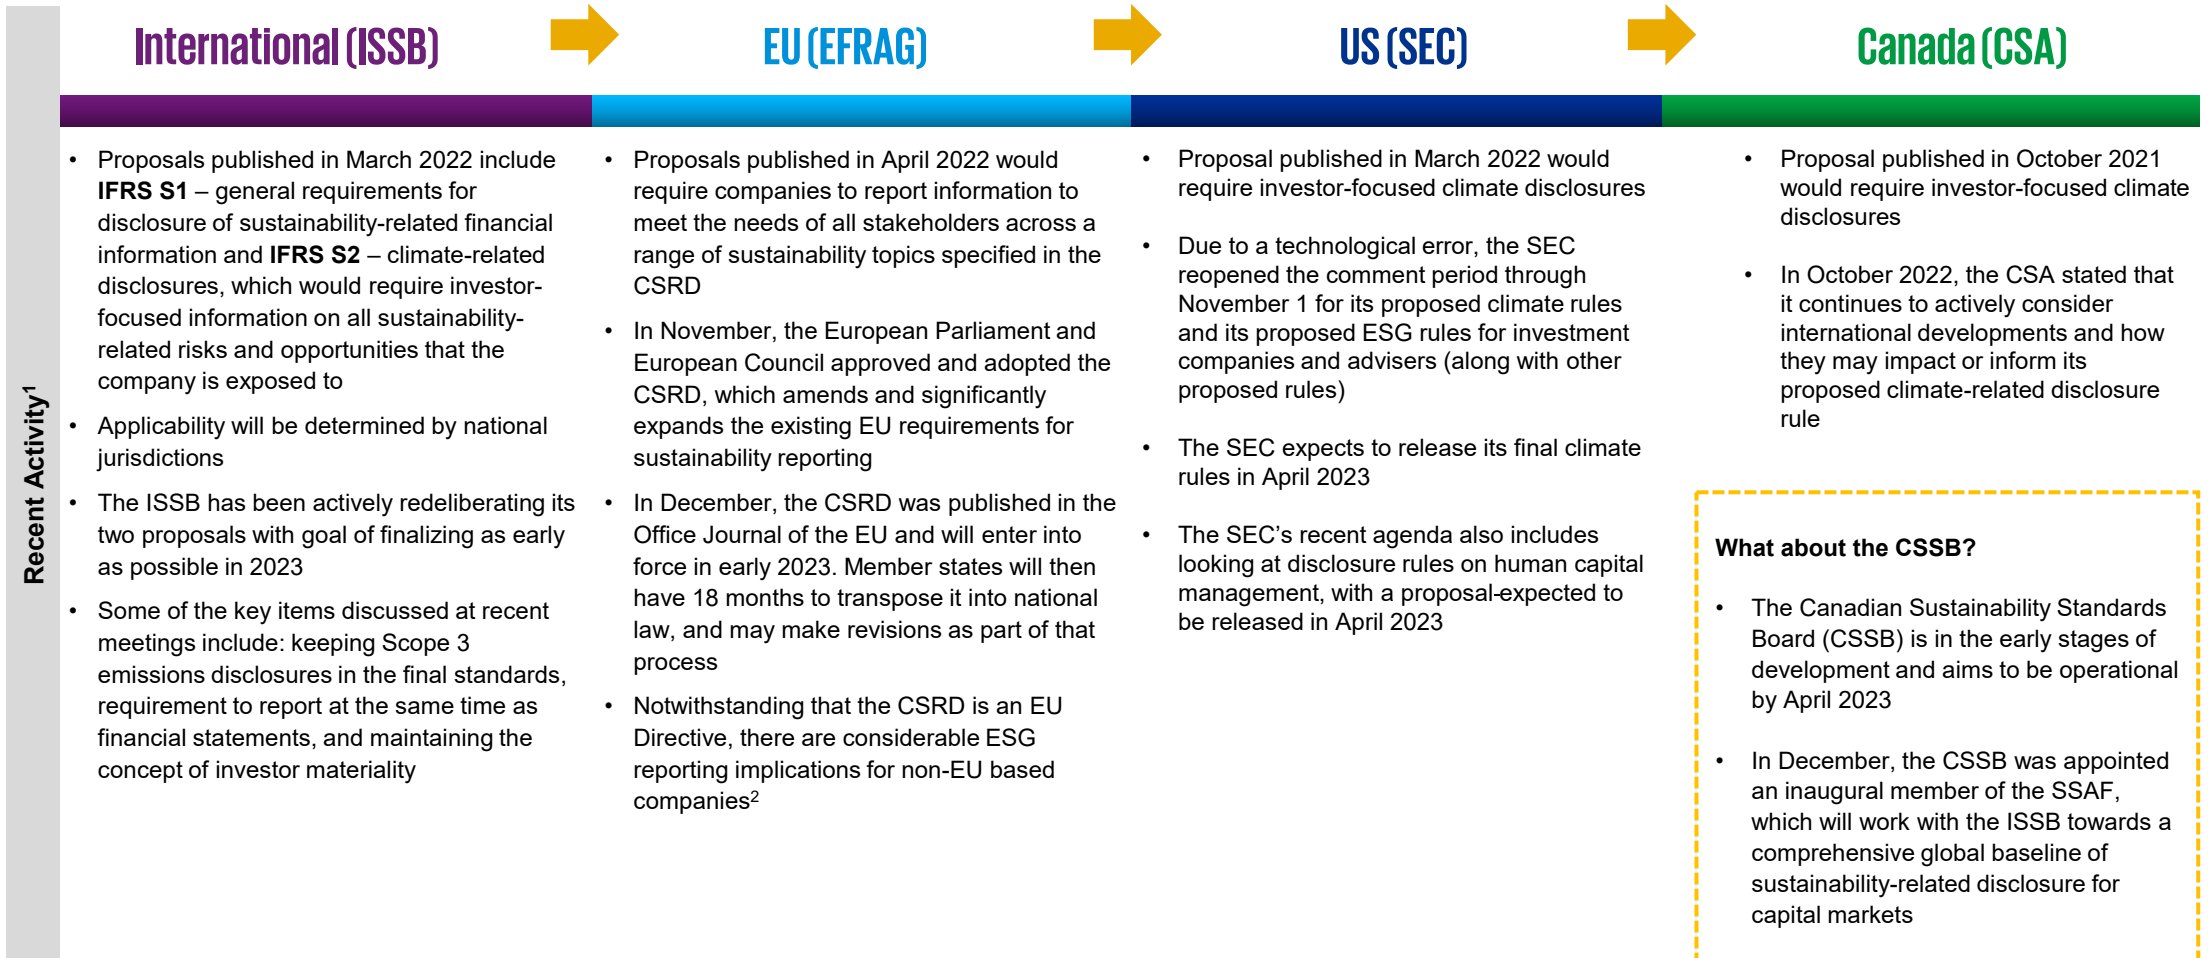 International (ISSB)
EU (EFRAG)
US (SEC)
Canada (CSA)
Recent Activity1
• Proposals published in March 2022 include
IFRS S1 – general requirements for
disclosure of sustainability-related financial
information and IFRS S2 – climate-related
disclosures, which would require investor-
focused information on all sustainability-
related risks and opportunities that the
company is exposed to
• Applicability will be determined by national
jurisdictions
• The ISSB has been actively redeliberating its
two proposals with goal of finalizing as early
as possible in 2023
• Some of the key items discussed at recent
meetings include: keeping Scope 3
emissions disclosures in the final standards,
requirement to report at the same time as
financial statements, and maintaining the
concept of investor materiality
• Proposals published in April 2022 would
require companies to report information to
meet the needs of all stakeholders across a
range of sustainability topics specified in the
CSRD
• In November, the European Parliament and
European Council approved and adopted the
CSRD, which amends and significantly
expands the existing EU requirements for
sustainability reporting
• In December, the CSRD was published in the
Office Journal of the EU and will enter into
force in early 2023. Member states will then
have 18 months to transpose it into national
law, and may make revisions as part of that
process
• Notwithstanding that the CSRD is an EU
Directive, there are considerable ESG
reporting implications for non-EU based
companies2
• Proposal published in March 2022 would
require investor-focused climate disclosures
• Due to a technological error, the SEC
reopened the comment period through
November 1 for its proposed climate rules
and its proposed ESG rules for investment
companies and advisers (along with other
proposed rules)
• The SEC expects to release its final climate
rules in April 2023
• The SEC’s recent agenda also includes
looking at disclosure rules on human capital
management, with a proposal-expected to
be released in April 2023
• Proposal published in October 2021
would require investor-focused climate
disclosures
• In October 2022, the CSA stated that
it continues to actively consider
international developments and how
they may impact or inform its
proposed climate-related disclosure
rule
What about the CSSB?
• The Canadian Sustainability Standards
Board (CSSB) is in the early stages of
development and aims to be operational
by April 2023
• In December, the CSSB was appointed
an inaugural member of the SSAF,
which will work with the ISSB towards a
comprehensive global baseline of
sustainability-related disclosure for
capital markets